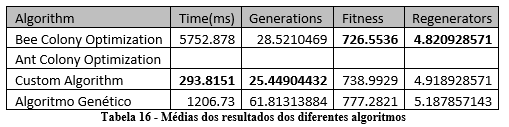 Algorithm Time(ms) Generations Fitness Regenerators
Bee Colony Optimization 5752.878 28.5210469 726.5536 4.820928571
Ant Colony Optimization
Custom Algorithm 293.8151 25.44904432 738.9929 4.918928571
Algoritmo Genético 1206.73 61.81313884 777.2821 5.187857143
Tabela 16 - Médias dos resultados dos diferentes algoritmos